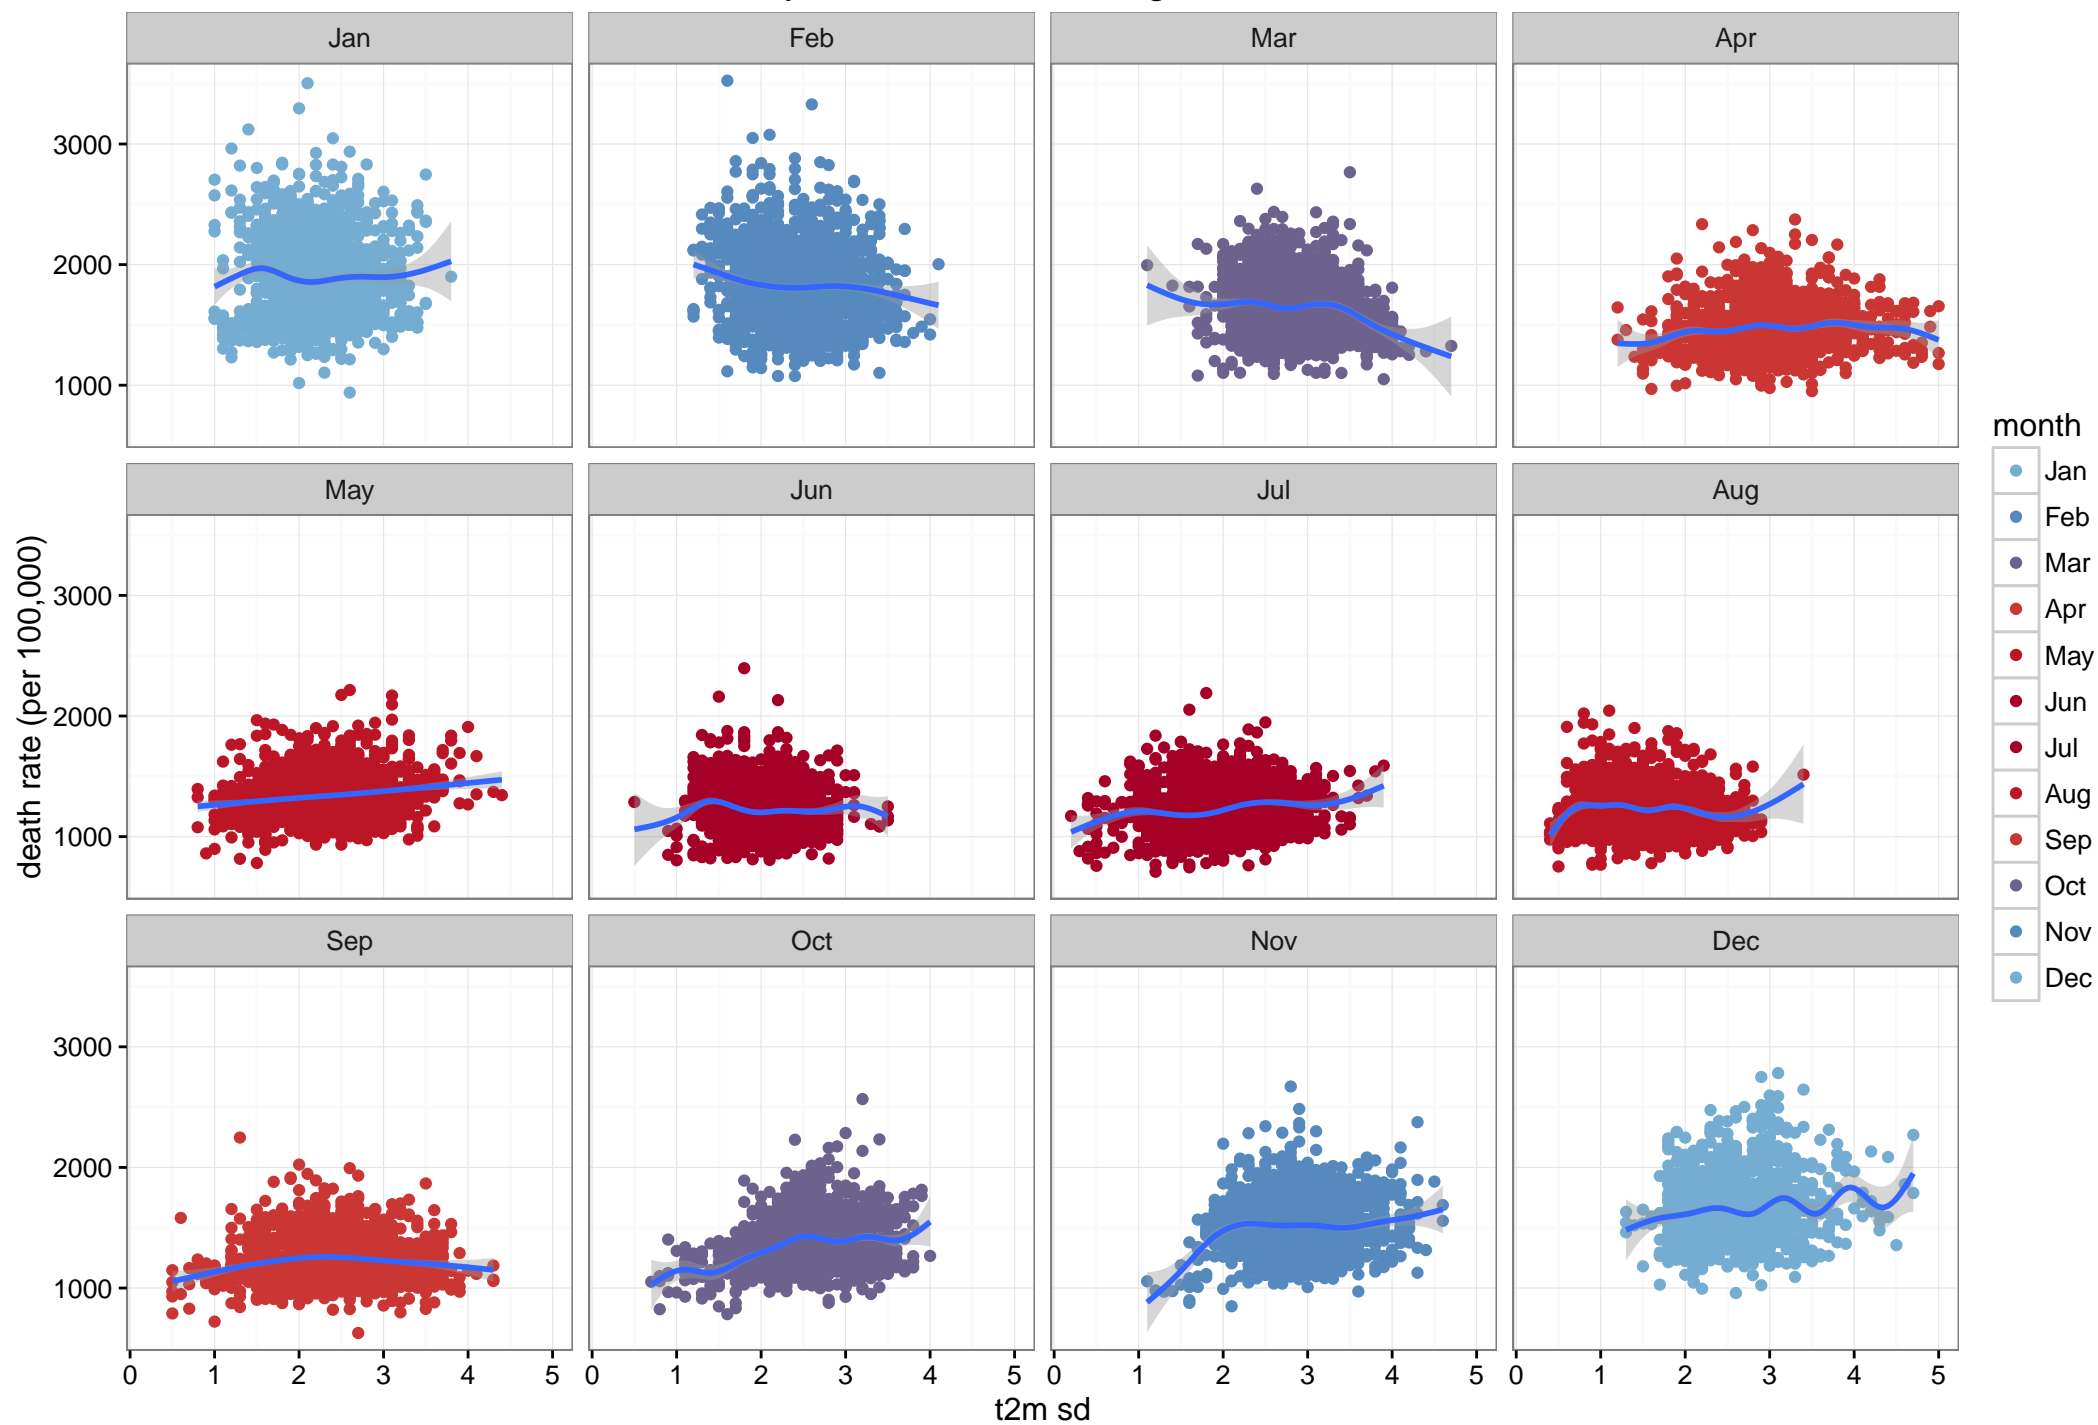 Jan Feb Mar Apr
3000
2000
1000
May Jun Jul Aug
3000
2000
1000
Sep Oct Nov Dec
3000
2000
1000
0 1 2 3 4 5 0 1 2 3 4 5 0 1 2 3 4 5 0 1 2 3 4 5
t2m sd
death rate (per 100,000)
month
Jan
Feb
Mar
Apr
May
Jun
Jul
Aug
Sep
Oct
Nov
Dec